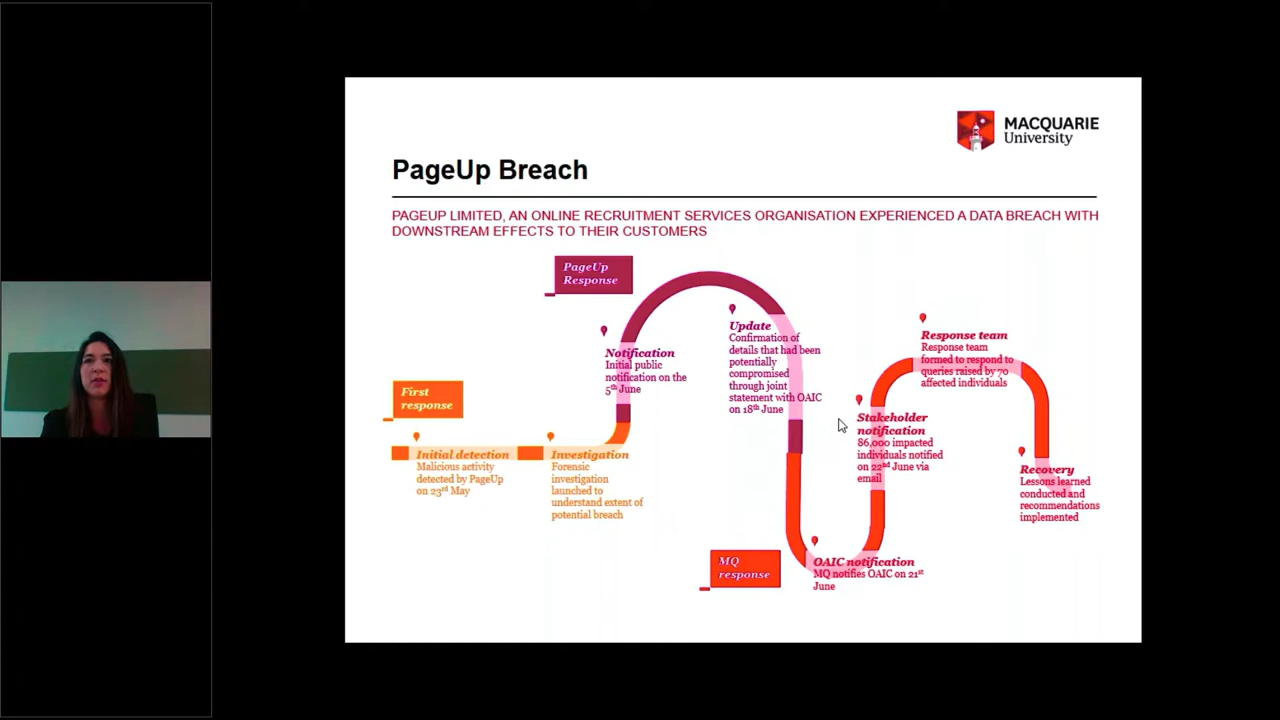 MACQUARIE
University
PageUp Breach
PAGEUP LIMITED, AN ONLINE RECRUITMENT SERVICES ORGANISATION EXPERIENCED A DATA BREACH WITH
DOWNSTREAM EFFECTS TO THEIR CUSTOMERS
First
response
Initial detection
Malicious activity
detected by PageUp
on 23rd May
Investigation
Forensic
investigation
launched to
understand extent of
potential breach
PageUp
Response
Notification
Initial public
notification on the
5th June
Update
Confirmation of
details that had been
potentially
compromised
through joint
statement with OAIC
on 18th June
MQ
response
OAIC notification
MQ notifies OAIC on 21st
June
Stakeholder
notification
86,000 impacted
individuals notified
on 22nd June via
email
Response team
Response team
formed to respond to
queries raised by 70
affected individuals
Recovery
Lessons learned
conducted and
recommendations
implemented